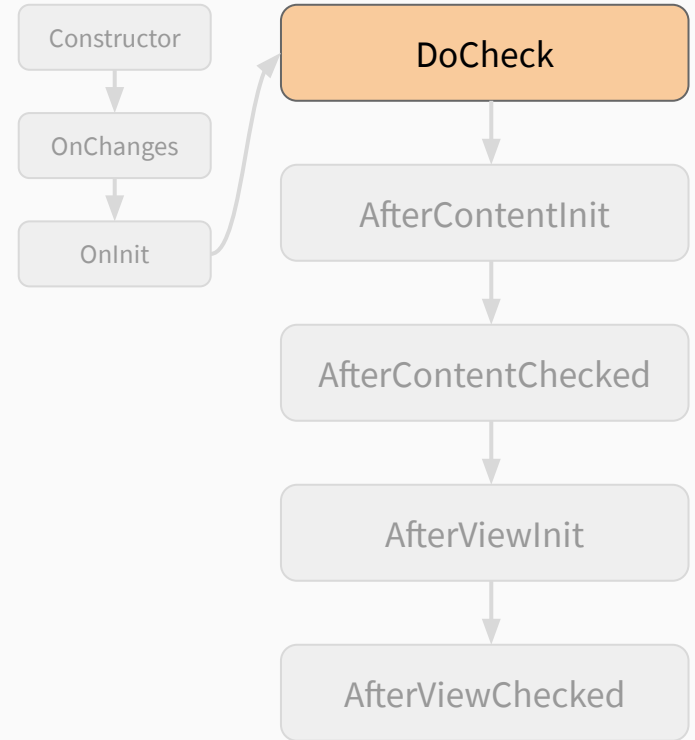 Constructor
OnChanges
OnInit
DoCheck
AfterContentInit
AfterContentChecked
AfterViewInit
AfterViewChecked